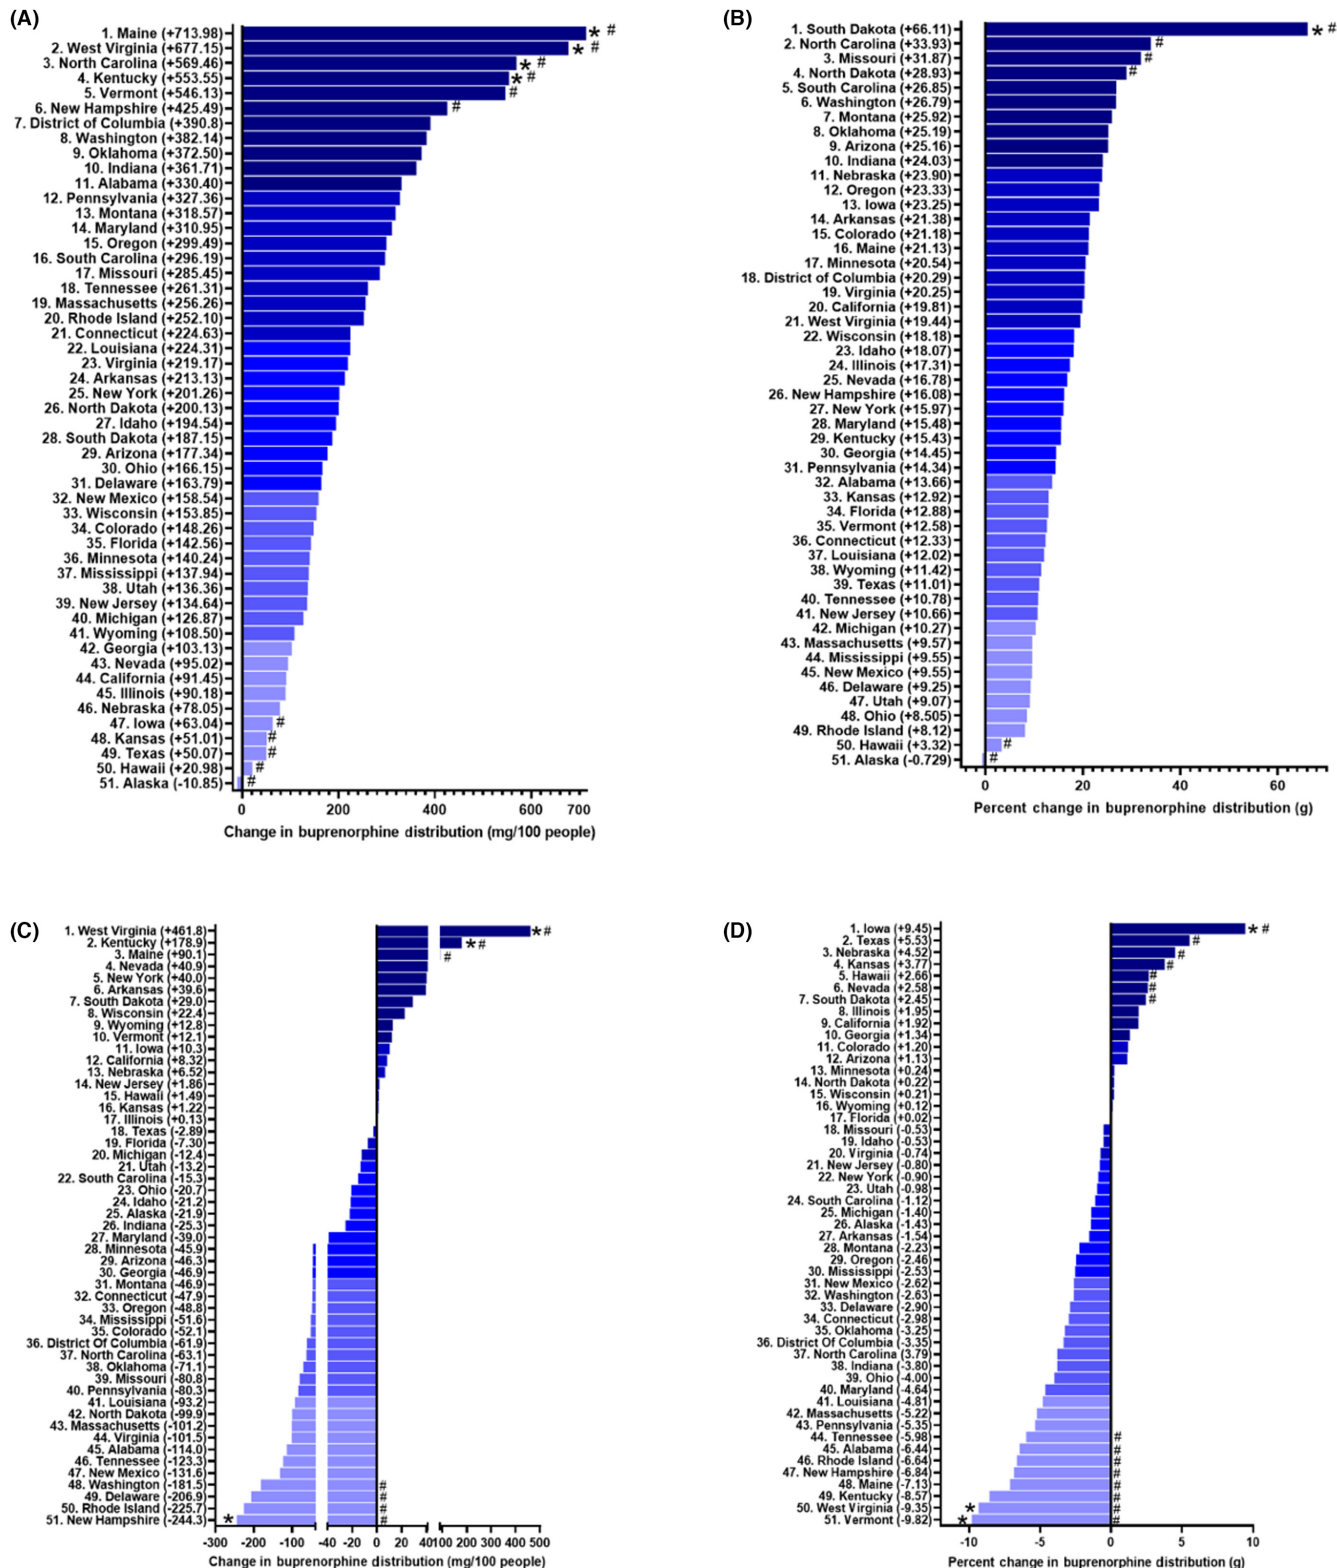 (A)
1. Maine (+713.98)
* #
2. West Virginia (+677.15)
* #
3. North Carolina (+569.46)
* #
4. Kentucky (+553.55)
* #
5. Vermont (+546.13)
#
6. New Hampshire (+425.49)
#
7. District of Columbia (+390.8)
8. Washington (+382.14)
9. Oklahoma (+372.50)
10. Indiana (+361.71)
11. Alabama (+330.40)
12. Pennsylvania (+327.36)
13. Montana (+318.57)
14. Maryland (+310.95)
15. Oregon (+299.49)
16. South Carolina (+296.19)
17. Missouri (+285.45)
18. Tennessee (+261.31)
19. Massachusetts (+256.26)
20. Rhode Island (+252.10)
21. Connecticut (+224.63)
22. Louisiana (+224.31)
23. Virginia (+219.17)
24. Arkansas (+213.13)
25. New York (+201.26)
26. North Dakota (+200.13)
27. Idaho (+194.54)
28. South Dakota (+187.15)
29. Arizona (+177.34)
30. Ohio (+166.15)
31. Delaware (+163.79)
32. New Mexico (+158.54)
33. Wisconsin (+153.85)
34. Colorado (+148.26)
35. Florida (+142.56)
36. Minnesota (+140.24)
37. Mississippi (+137.94)
38. Utah (+136.36)
39. New Jersey (+134.64)
40. Michigan (+126.87)
41. Wyoming (+108.50)
42. Georgia (+103.13)
43. Nevada (+95.02)
44. California (+91.45)
45. Illinois (+90.18)
46. Nebraska (+78.05)
47. Iowa (+63.04)
#
48. Kansas (+51.01)
#
49. Texas (+50.07)
#
50. Hawaii (+20.98)
#
51. Alaska (-10.85)
#
0 200 400 600 700
Change in buprenorphine distribution (mg/100 people)
(B)
1. South Dakota (+66.11)
* #
2. North Carolina (+33.93)
#
3. Missouri (+31.87)
#
4. North Dakota (+28.93)
#
5. South Carolina (+26.85)
6. Washington (+26.79)
7. Montana (+25.92)
8. Oklahoma (+25.19)
9. Arizona (+25.16)
10. Indiana (+24.03)
11. Nebraska (+23.90)
12. Oregon (+23.33)
13. Iowa (+23.25)
14. Arkansas (+21.38)
15. Colorado (+21.18)
16. Maine (+21.13)
17. Minnesota (+20.54)
18. District of Columbia (+20.29)
19. Virginia (+20.25)
20. California (+19.81)
21. West Virginia (+19.44)
22. Wisconsin (+18.18)
23. Idaho (+18.07)
24. Illinois (+17.31)
25. Nevada (+16.78)
26. New Hampshire (+16.08)
27. New York (+15.97)
28. Maryland (+15.48)
29. Kentucky (+15.43)
30. Georgia (+14.45)
31. Pennsylvania (+14.34)
32. Alabama (+13.66)
33. Kansas (+12.92)
34. Florida (+12.88)
35. Vermont (+12.58)
36. Connecticut (+12.33)
37. Louisiana (+12.02)
38. Wyoming (+11.42)
39. Texas (+11.01)
40. Tennessee (+10.78)
41. New Jersey (+10.66)
42. Michigan (+10.27)
43. Massachusetts (+9.57)
44. Mississippi (+9.55)
45. New Mexico (+9.55)
46. Delaware (+9.25)
47. Utah (+9.07)
48. Ohio (+8.505)
49. Rhode Island (+8.12)
50. Hawaii (+3.32)
#
51. Alaska (-0.729)
#
0 20 40 60
Percent change in buprenorphine distribution (g)
(C)
1. West Virginia (+461.8)
* #
2. Kentucky (+178.9)
* #
3. Maine (+90.1)
#
4. Nevada (+40.9)
5. New York (+40.0)
6. Arkansas (+39.6)
7. South Dakota (+29.0)
8. Wisconsin (+22.4)
9. Wyoming (+12.8)
10. Vermont (+12.1)
11. Iowa (+10.3)
12. California (+8.32)
13. Nebraska (+6.52)
14. New Jersey (+1.86)
15. Hawaii (+1.49)
16. Kansas (+1.22)
17. Illinois (+0.13)
18. Texas (-2.89)
19. Florida (-7.30)
20. Michigan (-12.4)
21. Utah (-13.2)
22. South Carolina (-15.3)
23. Ohio (-20.7)
24. Idaho (-21.2)
25. Alaska (-21.9)
26. Indiana (-25.3)
27. Maryland (-39.0)
28. Minnesota (-45.9)
29. Arizona (-46.3)
30. Georgia (-46.9)
31. Montana (-46.9)
32. Connecticut (-47.9)
33. Oregon (-48.8)
34. Mississippi (-51.6)
35. Colorado (-52.1)
36. District Of Columbia (-61.9)
37. North Carolina (-63.1)
38. Oklahoma (-71.1)
39. Missouri (-80.8)
40. Pennsylvania (-80.3)
41. Louisiana (-93.2)
42. North Dakota (-99.9)
43. Massachusetts (-101.2)
44. Virginia (-101.5)
45. Alabama (-114.0)
46. Tennessee (-123.3)
47. New Mexico (-131.6)
48. Washington (-181.5)
#
49. Delaware (-206.9)
#
50. Rhode Island (-225.7)
#
51. New Hampshire (-244.3)
* #
-300 -200 -100 -40 -20 0 20 40 100 200 300 400 500
Change in buprenorphine distribution (mg/100 people)
(D)
1. Iowa (+9.45)
* #
2. Texas (+5.53)
#
3. Nebraska (+4.52)
#
4. Kansas (+3.77)
#
5. Hawaii (+2.66)
#
6. Nevada (+2.58)
#
7. South Dakota (+2.45)
#
8. Illinois (+1.95)
9. California (+1.92)
10. Georgia (+1.34)
11. Colorado (+1.20)
12. Arizona (+1.13)
13. Minnesota (+0.24)
14. North Dakota (+0.22)
15. Wisconsin (+0.21)
16. Wyoming (+0.12)
17. Florida (+0.02)
18. Missouri (-0.53)
19. Idaho (-0.53)
20. Virginia (-0.74)
21. New Jersey (-0.80)
22. New York (-0.90)
23. Utah (-0.98)
24. South Carolina (-1.12)
25. Michigan (-1.40)
26. Alaska (-1.43)
27. Arkansas (-1.54)
28. Montana (-2.23)
29. Oregon (-2.46)
30. Mississippi (-2.53)
31. New Mexico (-2.62)
32. Washington (-2.63)
33. Delaware (-2.90)
34. Connecticut (-2.98)
35. Oklahoma (-3.25)
36. District Of Columbia (-3.35)
37. North Carolina (3.79)
38. Indiana (-3.80)
39. Ohio (-4.00)
40. Maryland (-4.64)
41. Louisiana (-4.81)
42. Massachusetts (-5.22)
43. Pennsylvania (-5.35)
44. Tennessee (-5.98)
#
45. Alabama (-6.44)
#
46. Rhode Island (-6.64)
#
47. New Hampshire (-6.84)
#
48. Maine (-7.13)
#
49. Kentucky (-8.57)
#
50. West Virginia (-9.35)
* #
51. Vermont (-9.82)
* #
-10 -5 0 5 10
Percent change in buprenorphine distribution (g)